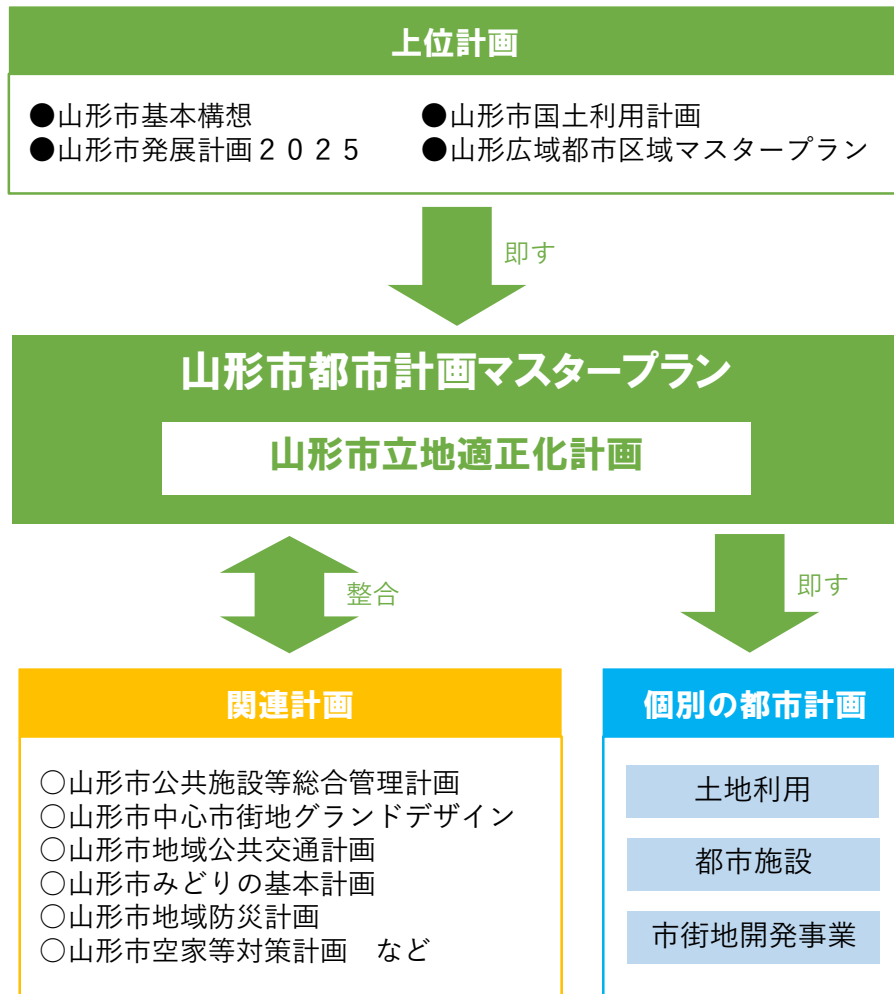 上位計画
●山形市基本構想 ●山形市国土利用計画
●山形市発展計画２０２５ ●山形広域都市区域マスタープラン
即す
山形市都市計画マスタープラン
山形市立地適正化計画
整合
即す
関連計画
○山形市公共施設等総合管理計画
○山形市中心市街地グランドデザイン
○山形市地域公共交通計画
○山形市みどりの基本計画
○山形市地域防災計画
○山形市空家等対策計画　など
個別の都市計画
土地利用
都市施設
市街地開発事業